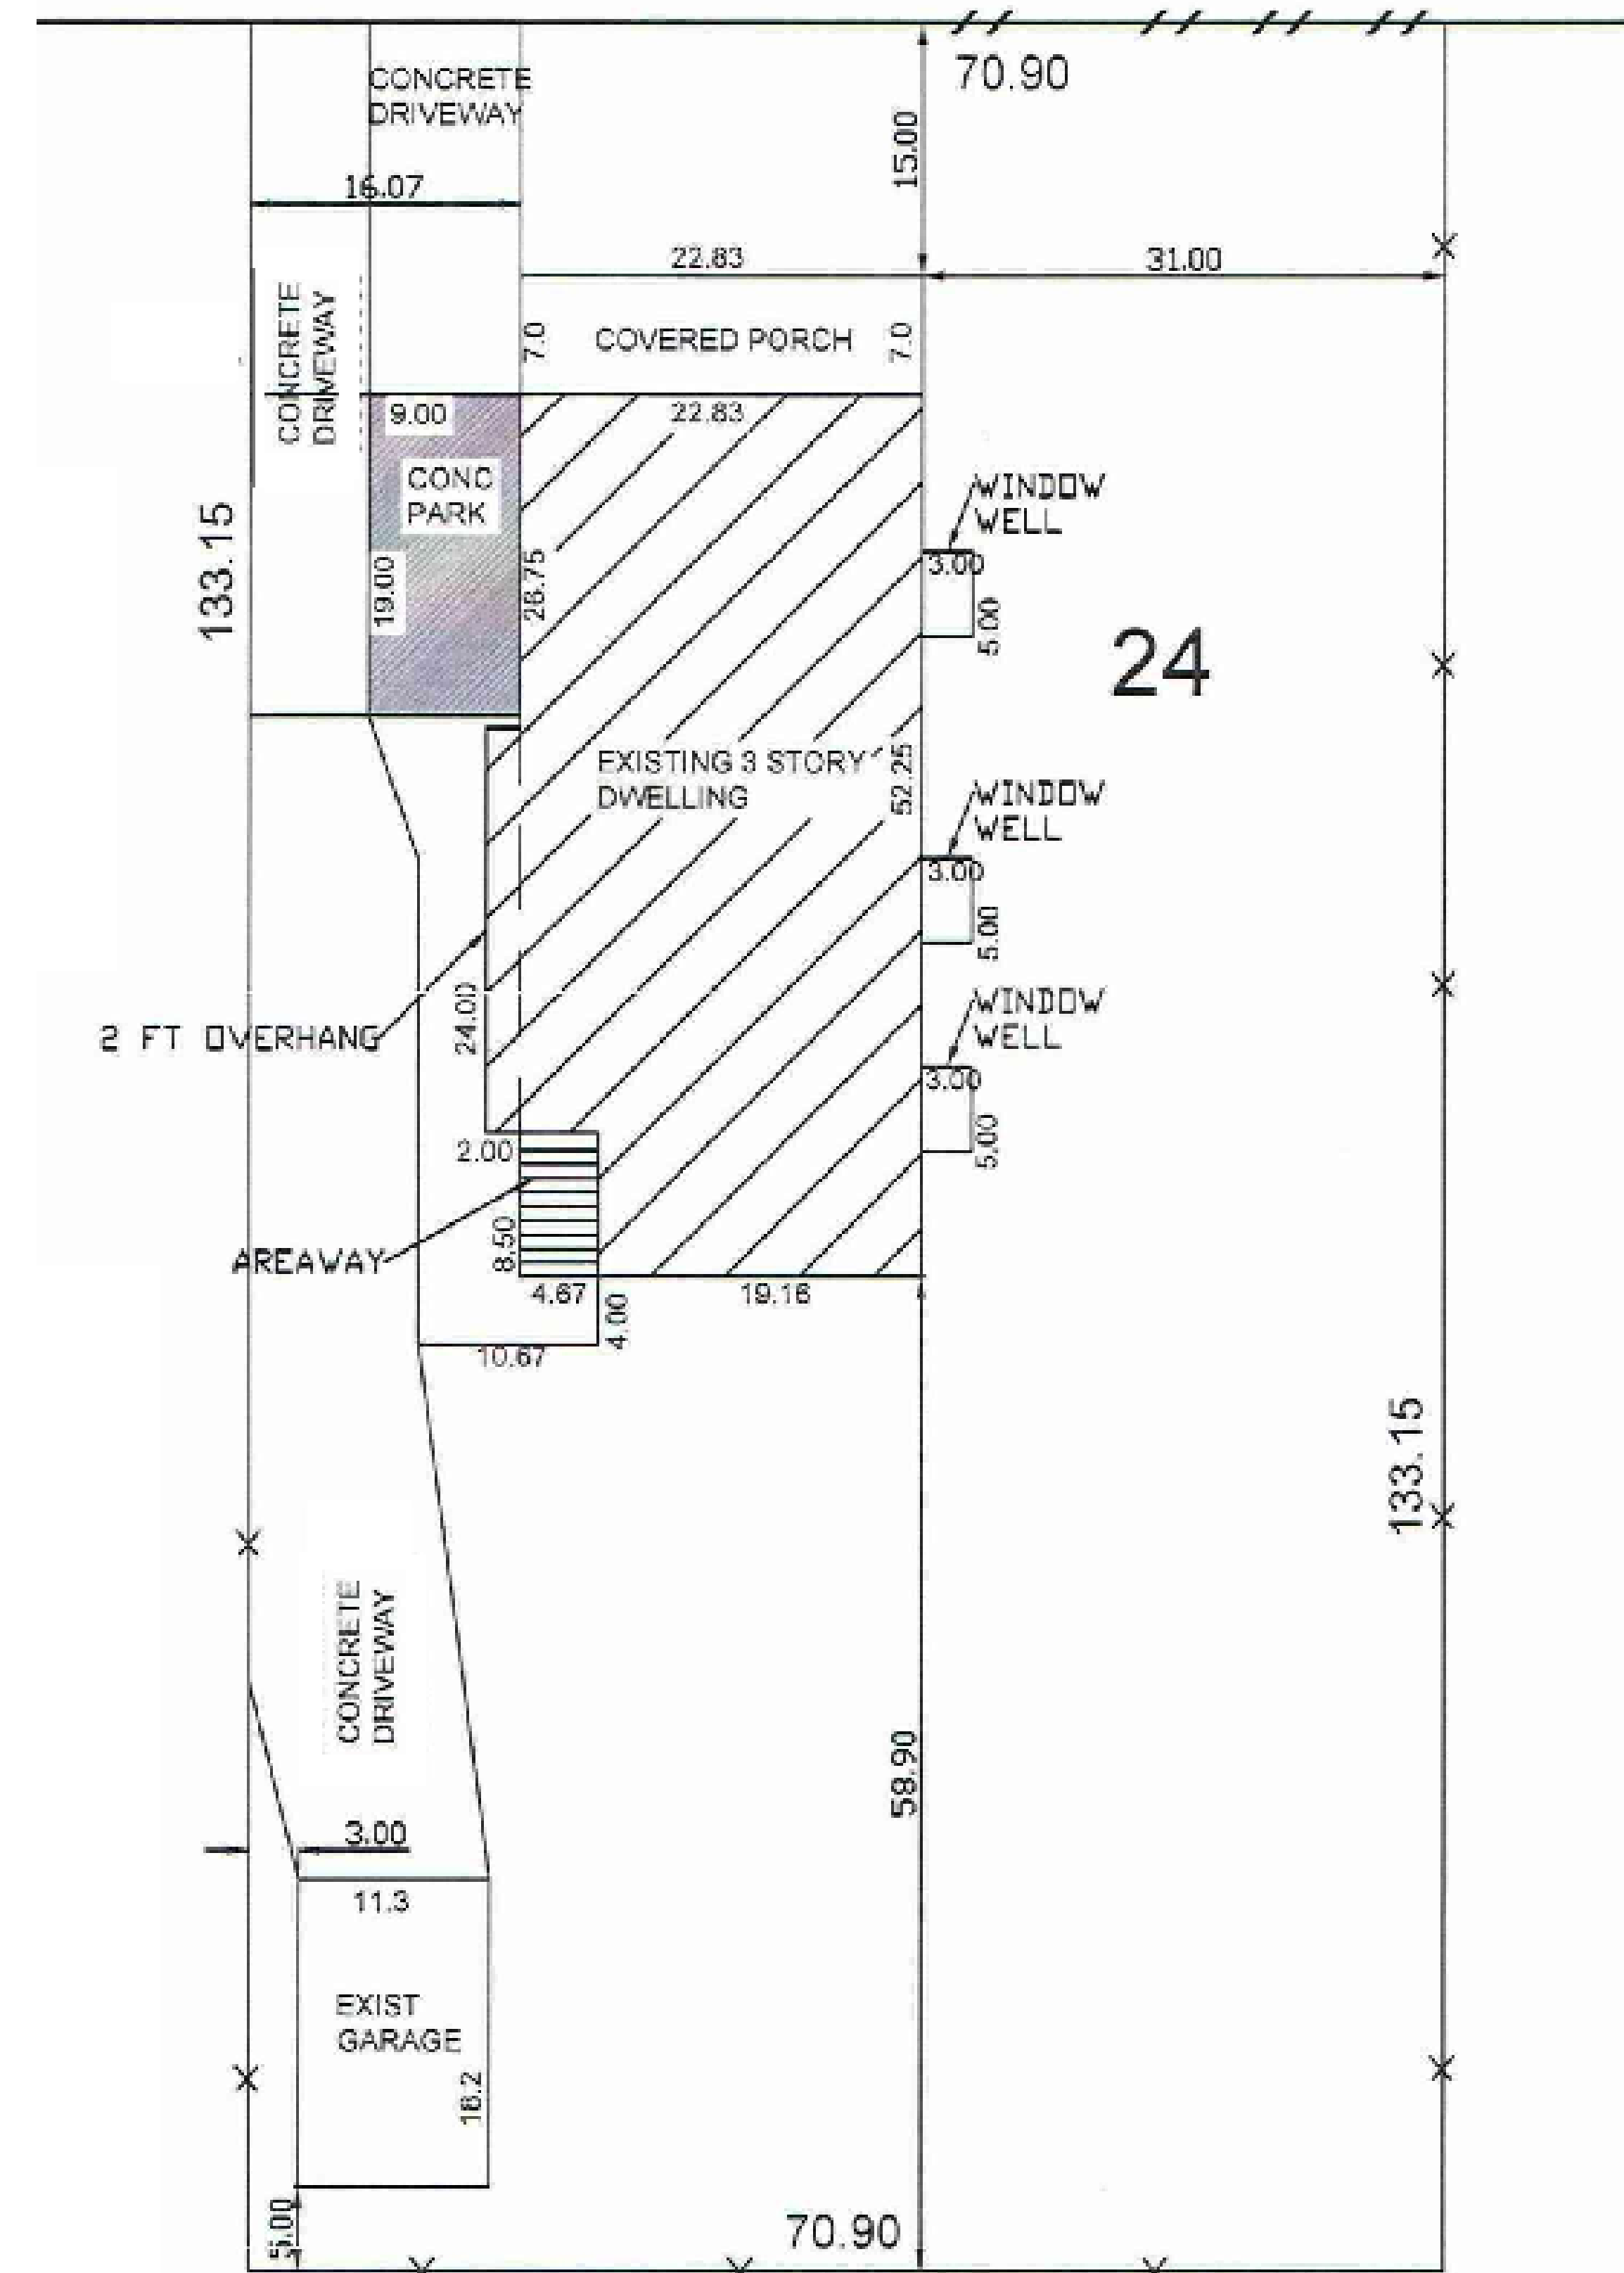 70.90
CONCRETE
DRIVEWAY
15.00
16.07
22.83
31.00
CONCRETE
DRIVEWAY
7.0
COVERED PORCH
7.0
9.00
22.83
CONC
PARK
WINDOW
WELL
133.15
19.00
28.75
3.00
5.00
24
EXISTING 3 STORY
DWELLING
52.25
WINDOW
WELL
3.00
5.00
2 FT OVERHANG
24.00
WINDOW
WELL
3.00
5.00
2.00
AREAWAY
8.50
4.67
19.16
4.00
10.67
133.15
CONCRETE
DRIVEWAY
58.90
3.00
11.3
EXIST
GARAGE
18.2
5.00
70.90